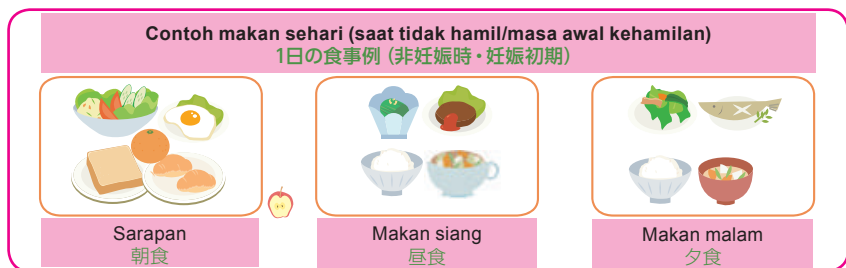 Contoh makan sehari (saat tidak hamil/masa awal kehamilan)
1日の食事例（非妊娠時・妊娠初期）
Sarapan
朝食
Makan siang
昼食
Makan malam
夕食